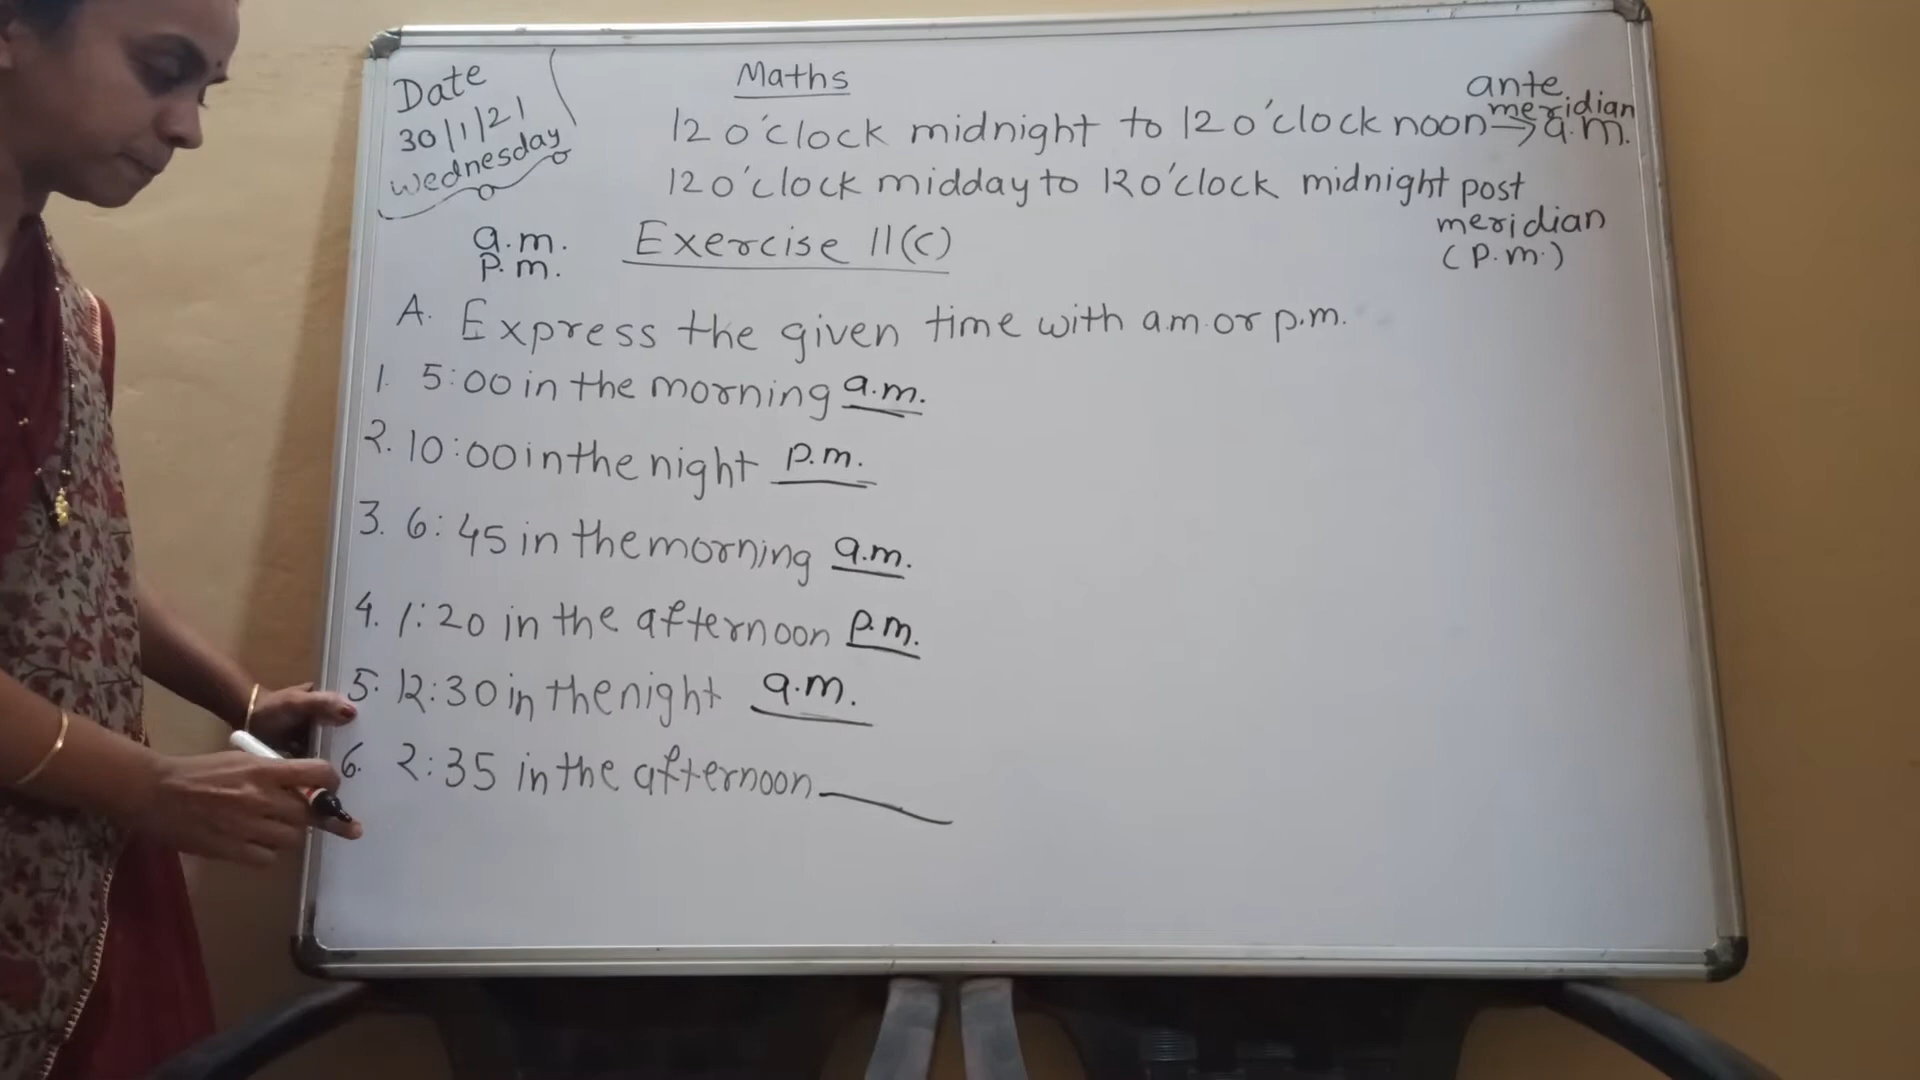 Date
30/1/21
Wednesday
Maths
ante
meridian
12 o'clock midnight to 12 o'clock noon → a.m.
12 o'clock midday to 12 o'clock midnight post
meridian
(p.m.)
a.m.
p.m.
Exercise 11(c)
A. Express the given time with a.m. or p.m.
1. 5:00 in the morning a.m.
2. 10:00 in the night p.m.
3. 6:45 in the morning a.m.
4. 1:20 in the afternoon p.m.
5. 12:30 in the night a.m.
6. 2:35 in the afternoon